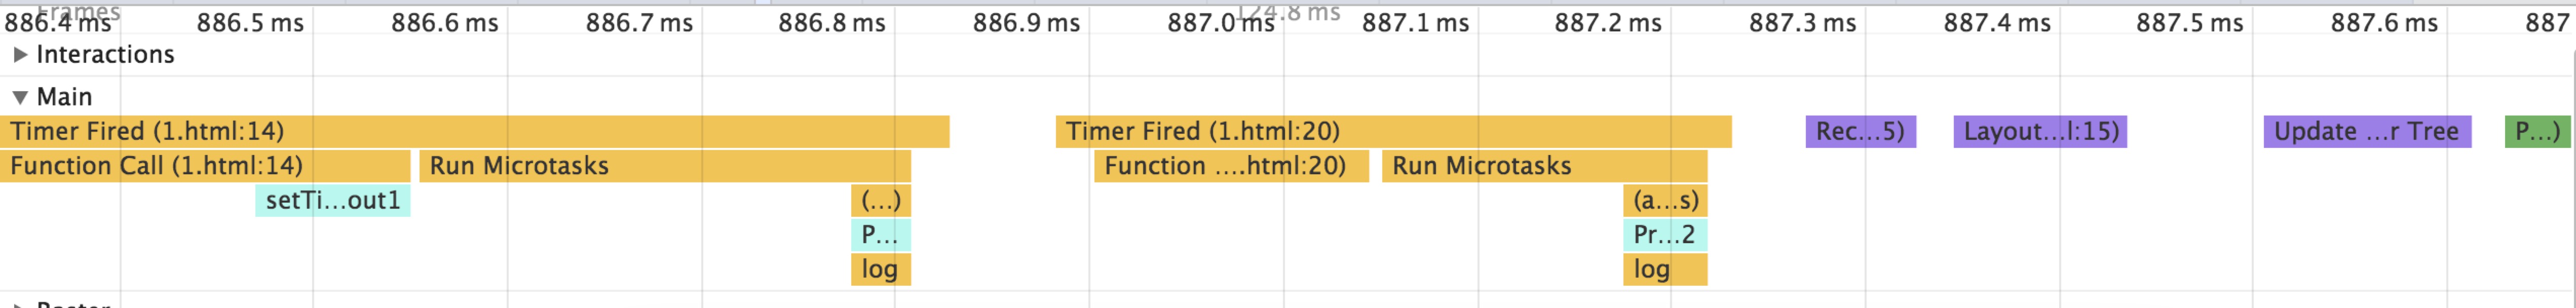 Frames 124.8 ms
886.4 ms 886.5 ms 886.6 ms 886.7 ms 886.8 ms 886.9 ms 887.0 ms 887.1 ms 887.2 ms 887.3 ms 887.4 ms 887.5 ms 887.6 ms 887
Interactions
Main
Timer Fired (1.html:14) Timer Fired (1.html:20) Rec...5) Layout...l:15) Update ...r Tree P...)
Function Call (1.html:14) Run Microtasks Function ....html:20) Run Microtasks
setTi...out1 (...) (a...s)
P... Pr...2
log log